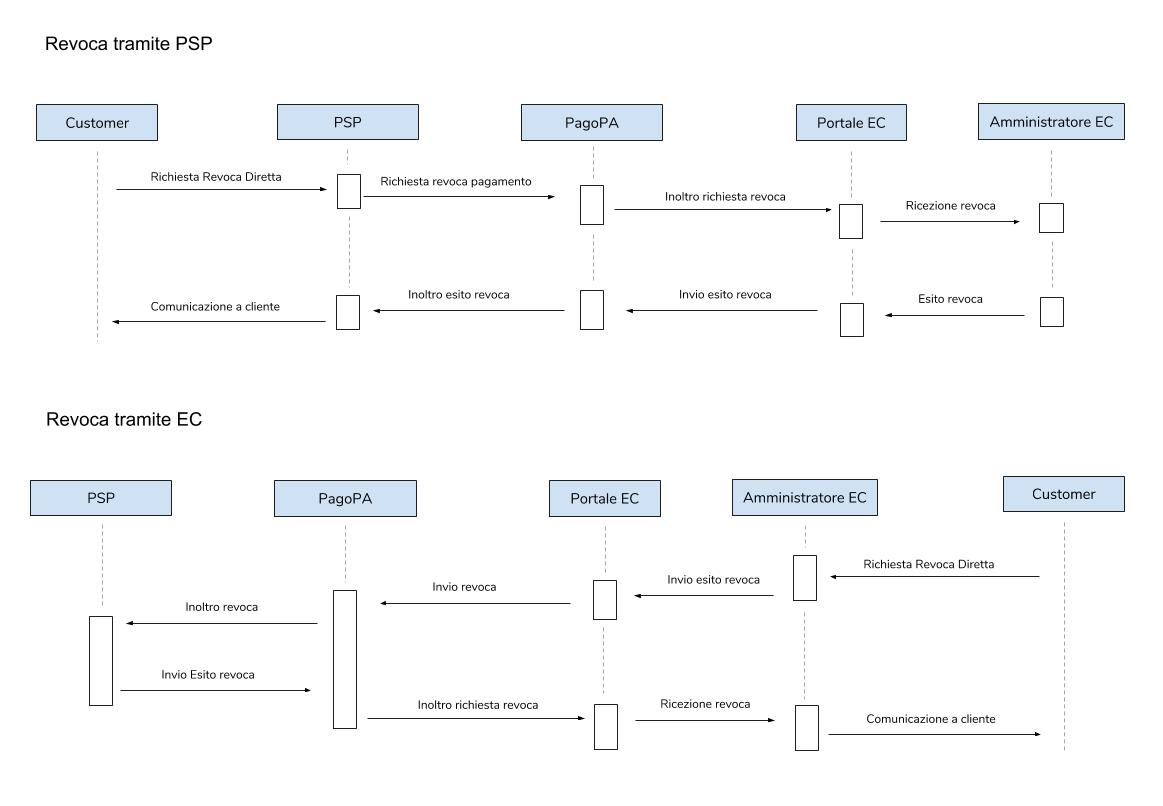 Revoca tramite PSP
Customer
PSP
PagoPA
Portale EC
Amministratore EC
Richiesta Revoca Diretta
Richiesta revoca pagamento
Inoltro richiesta revoca
Ricezione revoca
Comunicazione a cliente
Inoltro esito revoca
Invio esito revoca
Esito revoca
Revoca tramite EC
PSP
PagoPA
Portale EC
Amministratore EC
Customer
Richiesta Revoca Diretta
Invio esito revoca
Invio revoca
Inoltro revoca
Invio Esito revoca
Inoltro richiesta revoca
Ricezione revoca
Comunicazione a cliente